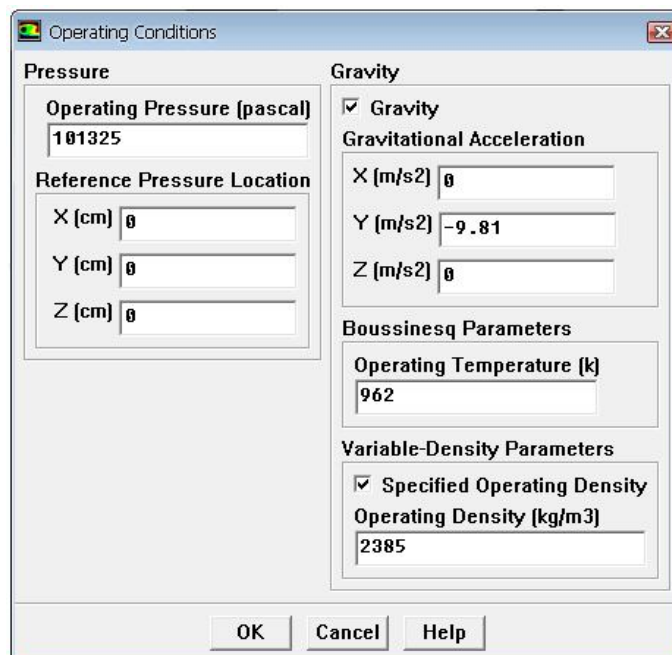 Operating Conditions
Pressure
Operating Pressure (pascal)
101325
Reference Pressure Location
X (cm) 0
Y (cm) 0
Z (cm) 0
Gravity
Gravity
Gravitational Acceleration
X (m/s2) 0
Y (m/s2) -9.81
Z (m/s2) 0
Boussinesq Parameters
Operating Temperature (k)
962
Variable-Density Parameters
Specified Operating Density
Operating Density (kg/m3)
2385
OK Cancel Help